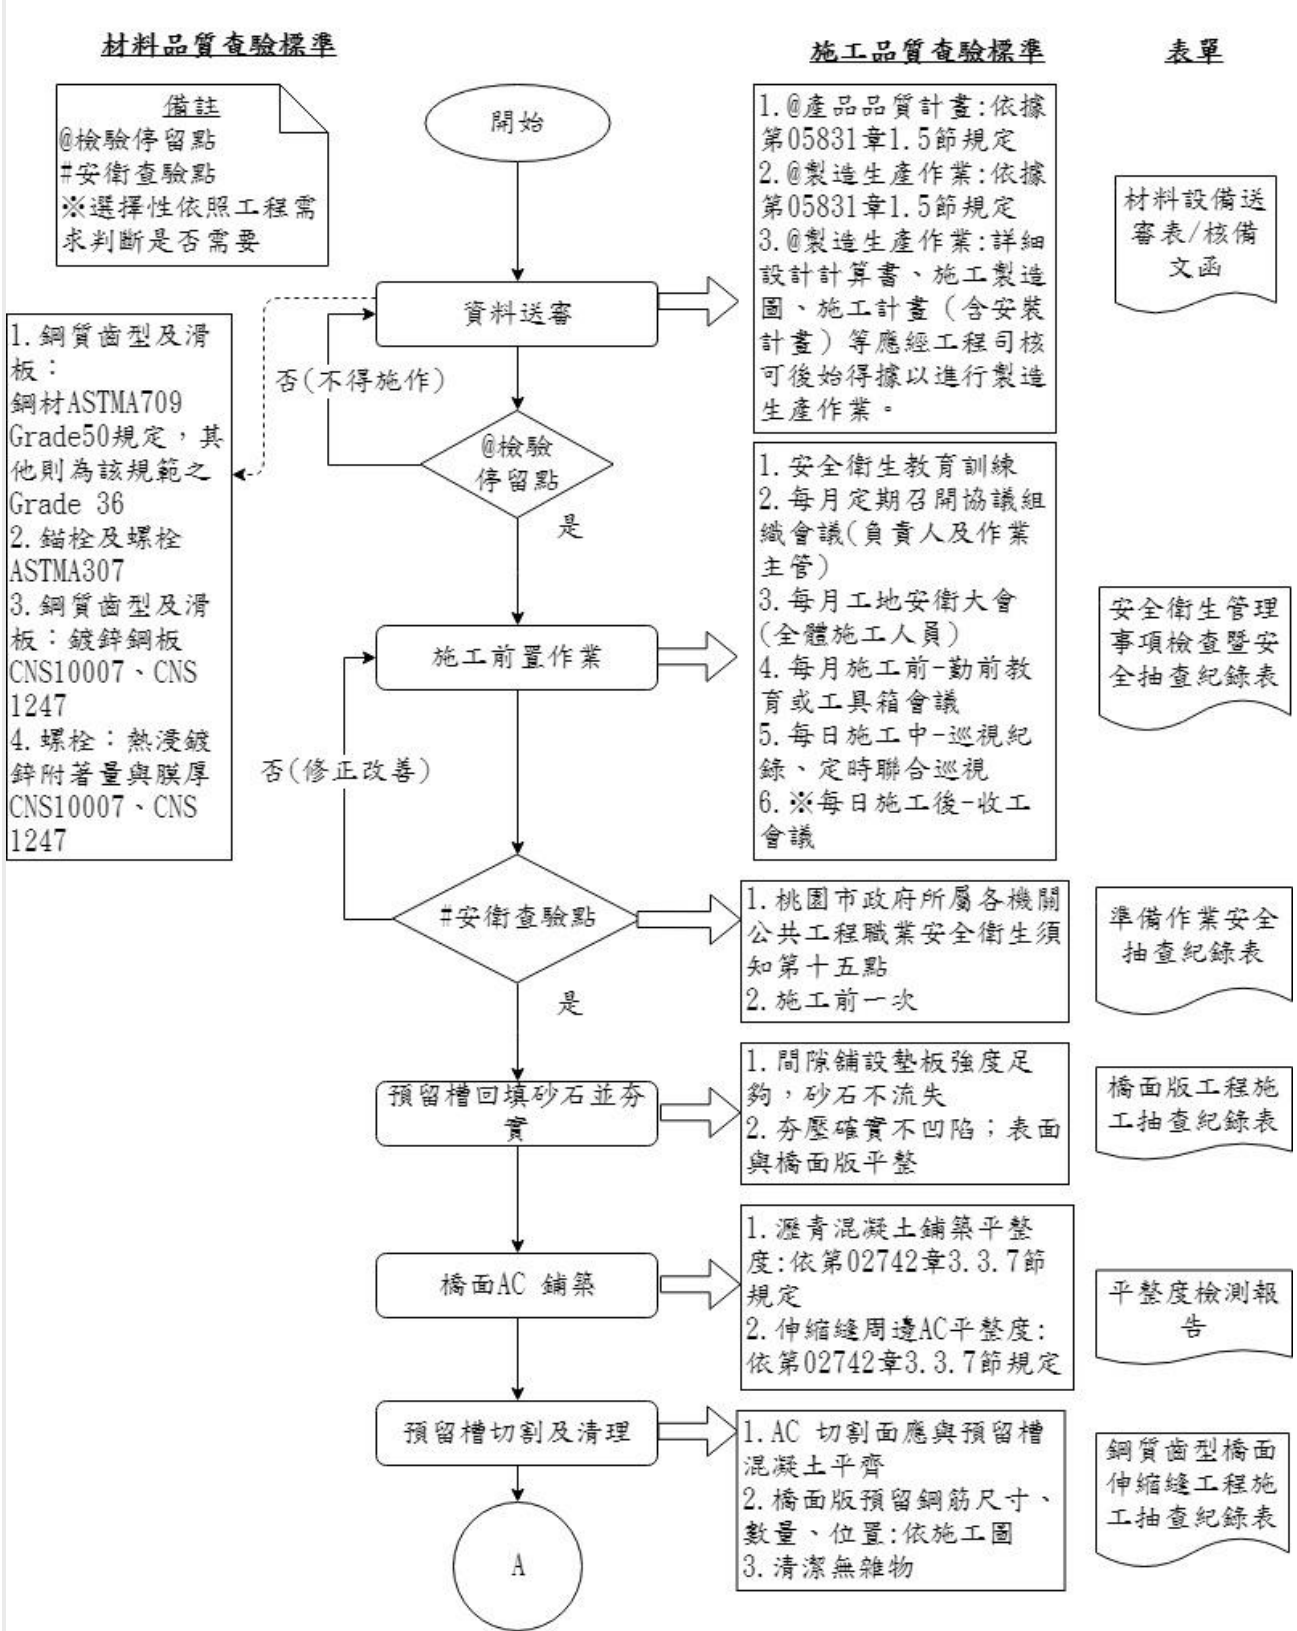 材料品質查驗標準
施工品質查驗標準
表單
備註
@檢驗停留點
#安衛查驗點
※選擇性依照工程需
求判斷是否需要
開始
1.@產品品質計畫:依據
第05831章1.5節規定
2.@製造生產作業:依據
第05831章1.5節規定
3.@製造生產作業:詳細
設計計算書、施工製造
圖、施工計畫(含安裝
計畫)等應經工程司核
可後始得據以進行製造
生產作業。
材料設備送
審表/核備
文函
資料送審
1.鋼質齒型及滑
板：
鋼材ASTMA709
Grade50規定，其
他則為該規範之
Grade 36
2.錨栓及螺栓
ASTMA307
3.鋼質齒型及滑
板：鍍鋅鋼板
CNS10007、CNS
1247
4.螺栓：熱浸鍍
鋅附著量與膜厚
CNS10007、CNS
1247
否(不得施作)
@檢驗
停留點
是
1.安全衛生教育訓練
2.每月定期召開協議組
織會議(負責人及作業
主管)
3.每月工地安衛大會
(全體施工人員)
4.每月施工前-勤前教
育或工具箱會議
5.每日施工中-巡視紀
錄、定時聯合巡視
6.※每日施工後-收工
會議
安全衛生管理
事項檢查暨安
全抽查紀錄表
施工前置作業
否(修正改善)
#安衛查驗點
是
1.桃園市政府所屬各機關
公共工程職業安全衛生須
知第十五點
2.施工前一次
準備作業安全
抽查紀錄表
預留槽回填砂石並夯
實
1.間隙舖設墊板強度足
夠，砂石不流失
2.夯壓確實不凹陷；表面
與橋面版平整
橋面版工程施
工抽查紀錄表
橋面AC 鋪築
1.瀝青混凝土鋪築平整
度:依第02742章3.3.7節
規定
2.伸縮縫周邊AC平整度:
依第02742章3.3.7節規定
平整度檢測報
告
預留槽切割及清理
1.AC 切割面應與預留槽
混凝土平齊
2.橋面版預留鋼筋尺寸、
數量、位置:依施工圖
3.清潔無雜物
鋼質齒型橋面
伸縮縫工程施
工抽查紀錄表
A